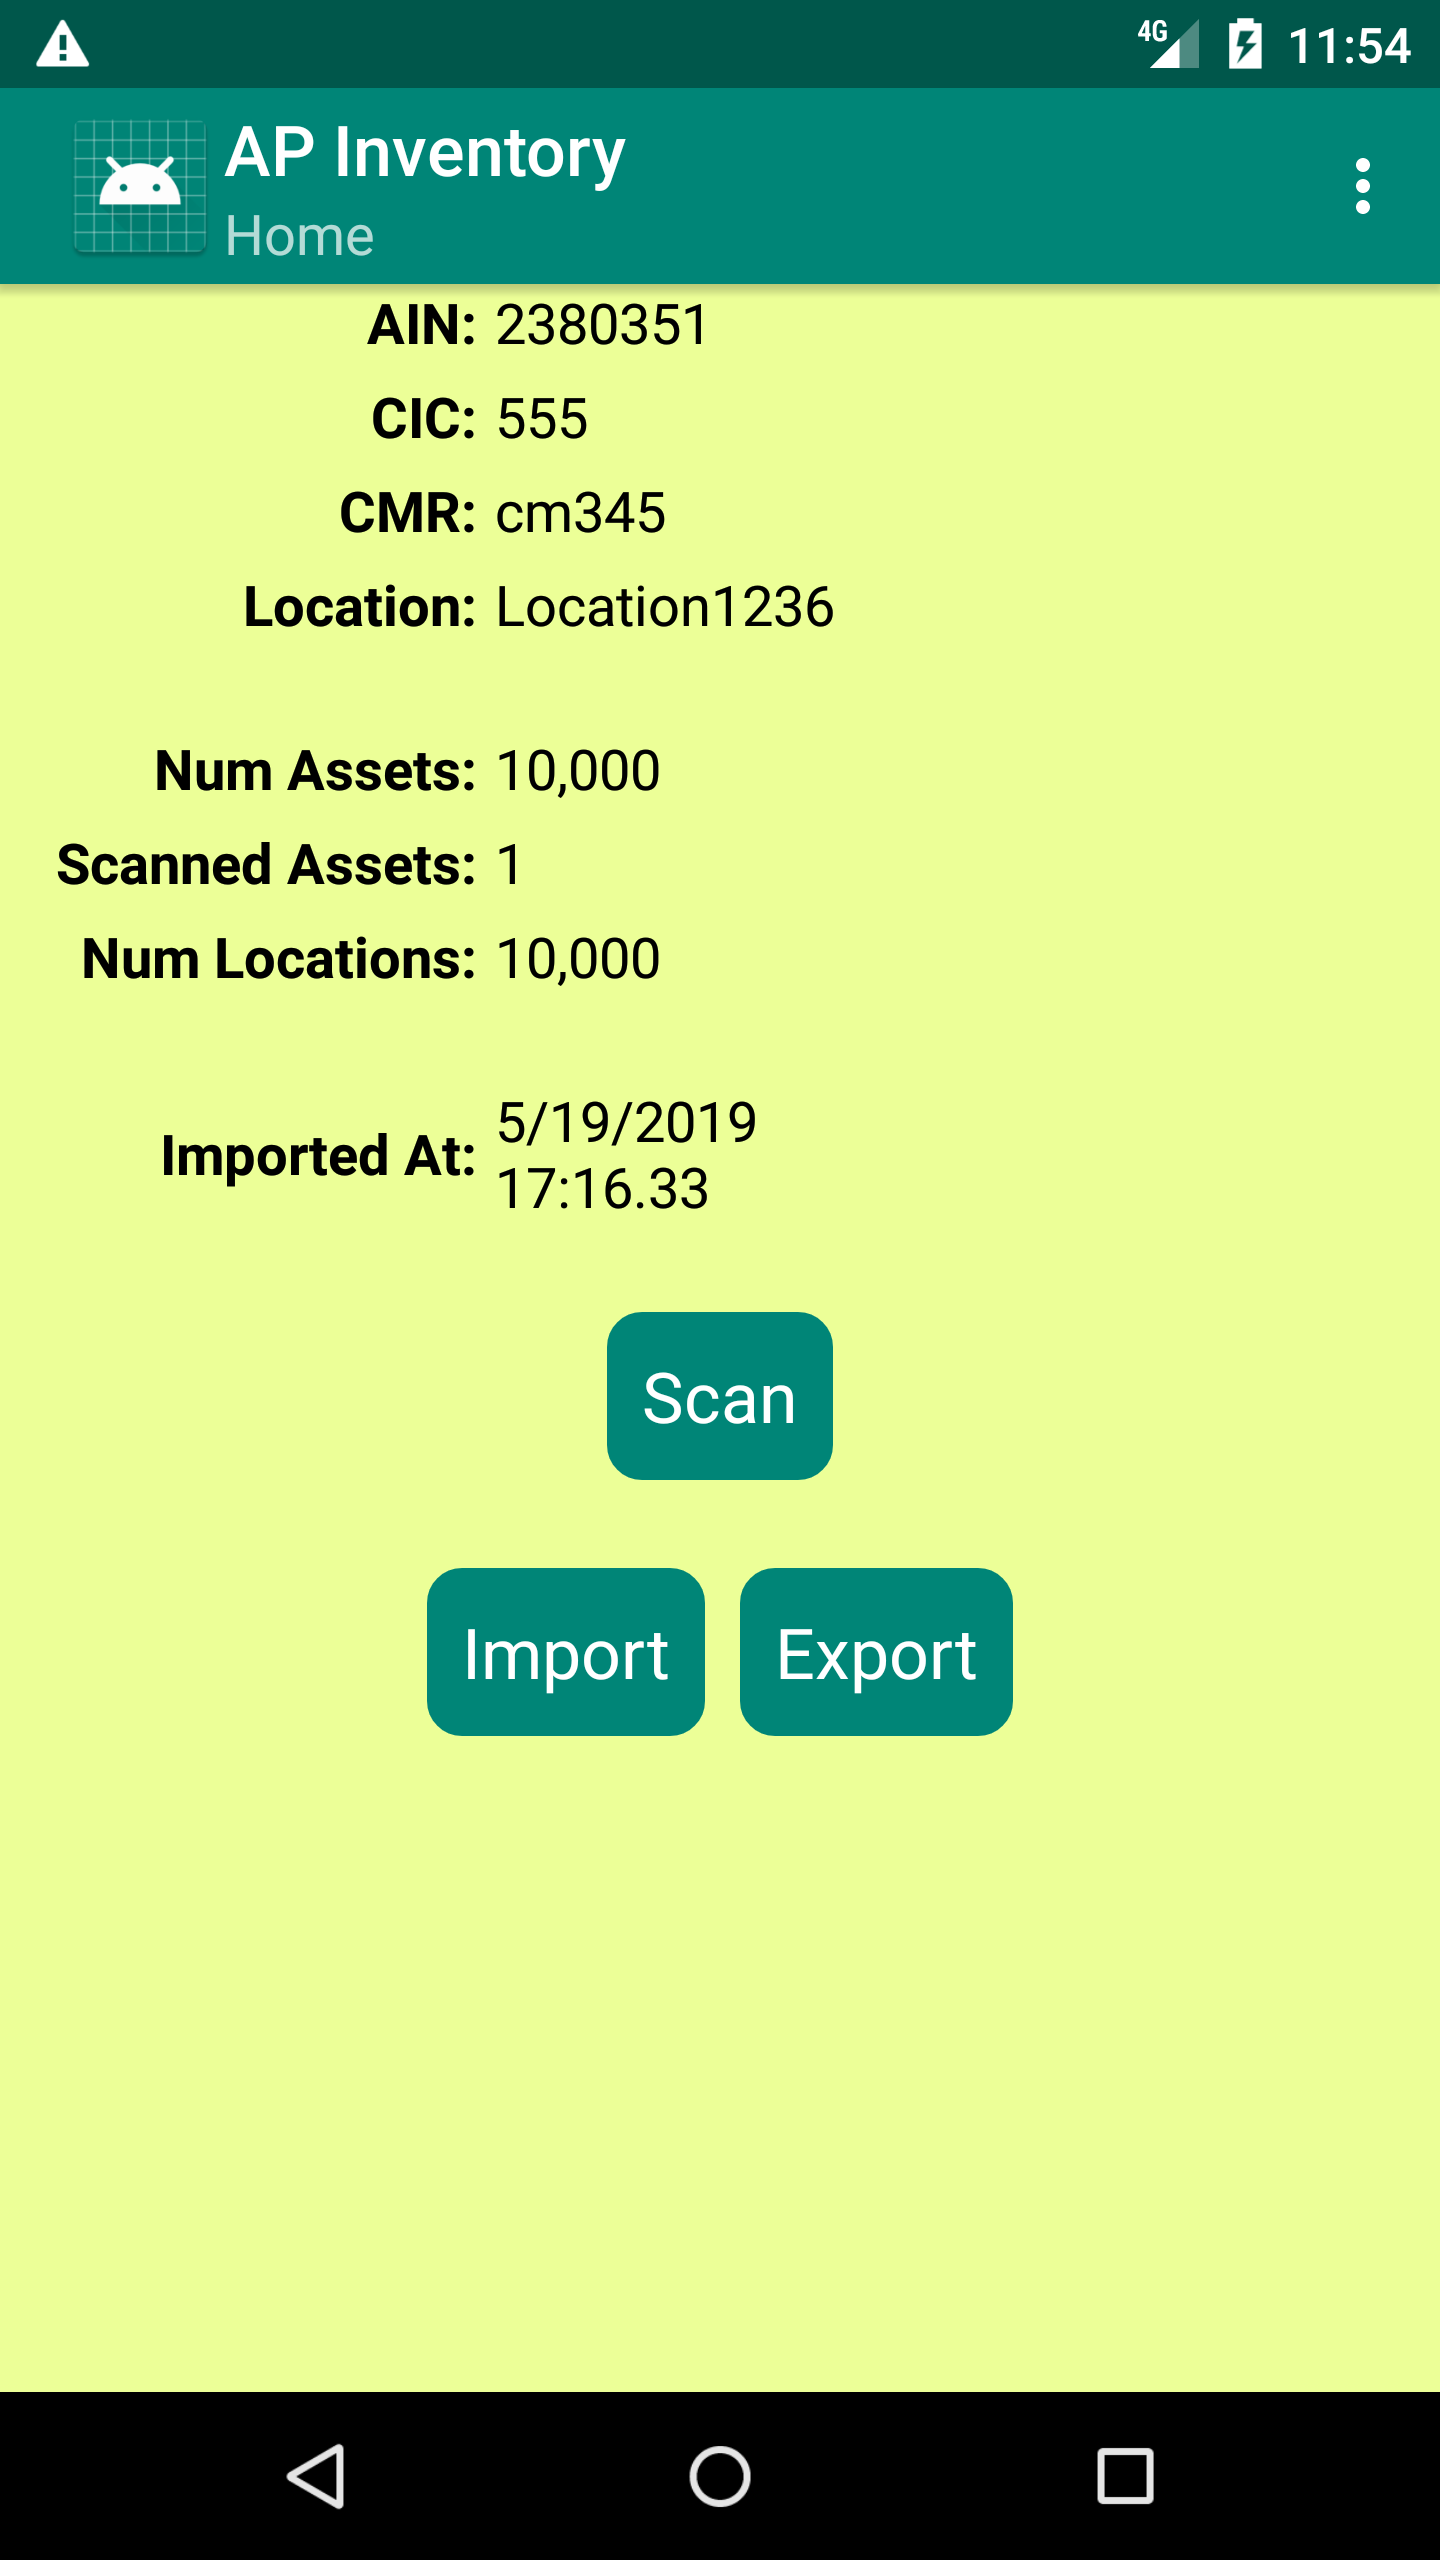 4G 11:54
AP Inventory
Home
AIN: 2380351
CIC: 555
CMR: cm345
Location: Location1236
Num Assets: 10,000
Scanned Assets: 1
Num Locations: 10,000
Imported At: 5/19/2019
17:16.33
Scan
Import Export